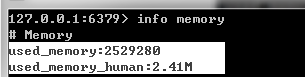 127.0.0.1:6379> info memory
# Memory
used_memory:2529280
used_memory_human:2.41M